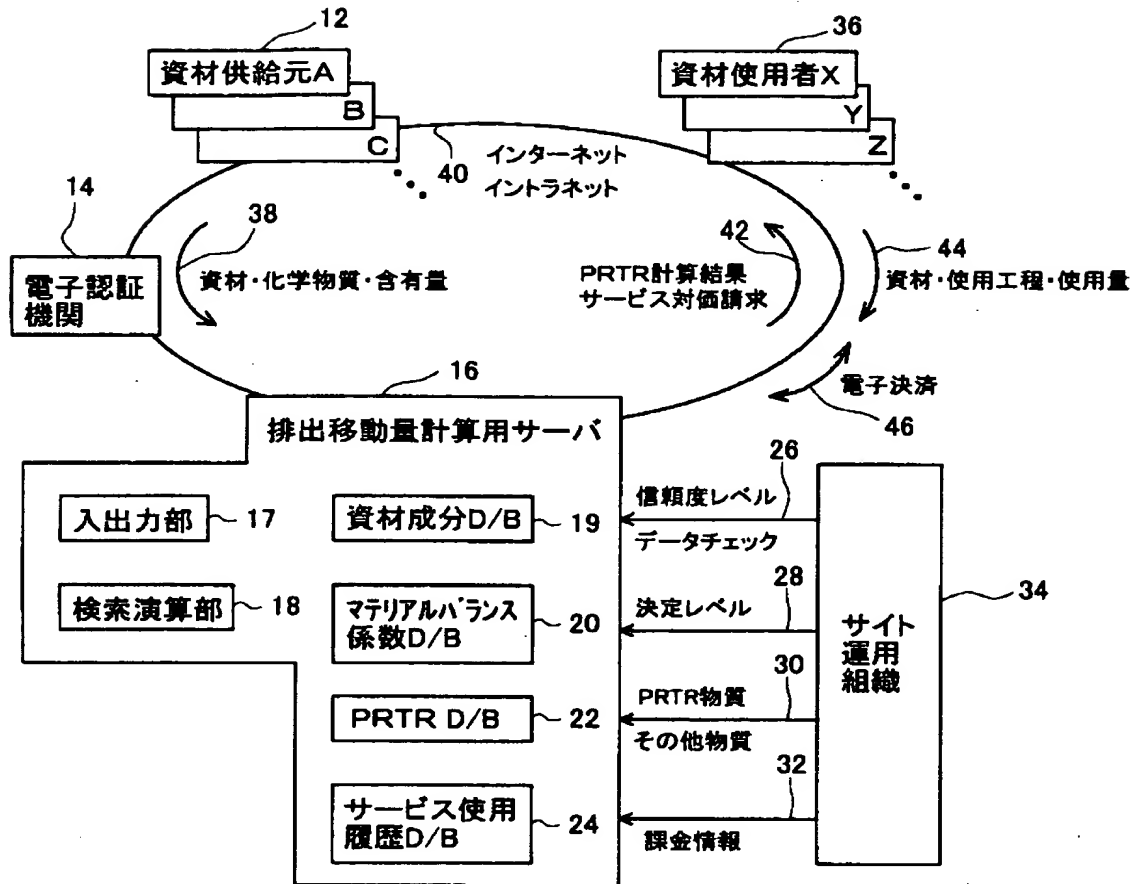 12
資材供給元A
B
C
36
資材使用者X
Y
Z
40
インターネット
イントラネット
14
電子認証
機関
38
資材・化学物質・含有量
42
PRTR計算結果
サービス対価請求
44
資材・使用工程・使用量
電子決済
46
16
排出移動量計算用サーバ
入出力部
17
検索演算部
18
資材成分D/B
19
マテリアルバランス
係数D/B
20
PRTR D/B
22
サービス使用
履歴D/B
24
26
信頼度レベル
データチェック
28
決定レベル
30
PRTR物質
その他物質
32
課金情報
34
サイト
運用
組織